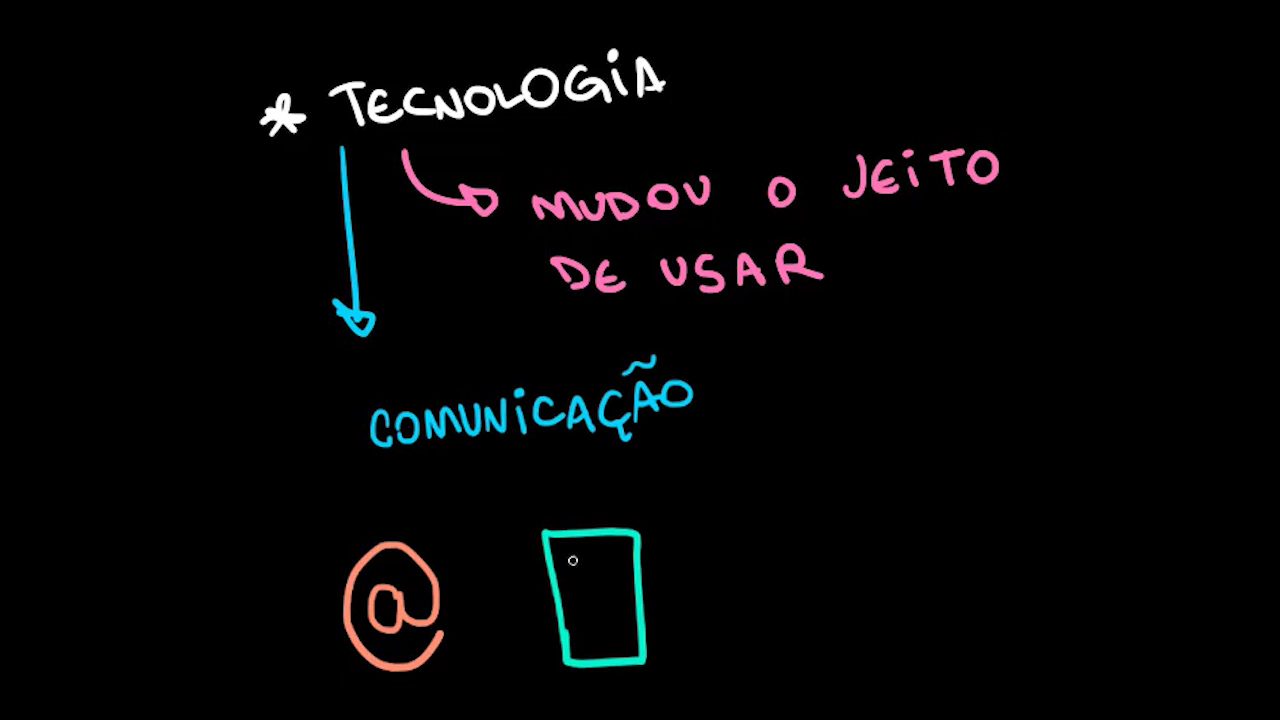 * TECNOLOGiA
MUDOU O JEiTO
DE USAR
COMUNiCAÇÃO
@